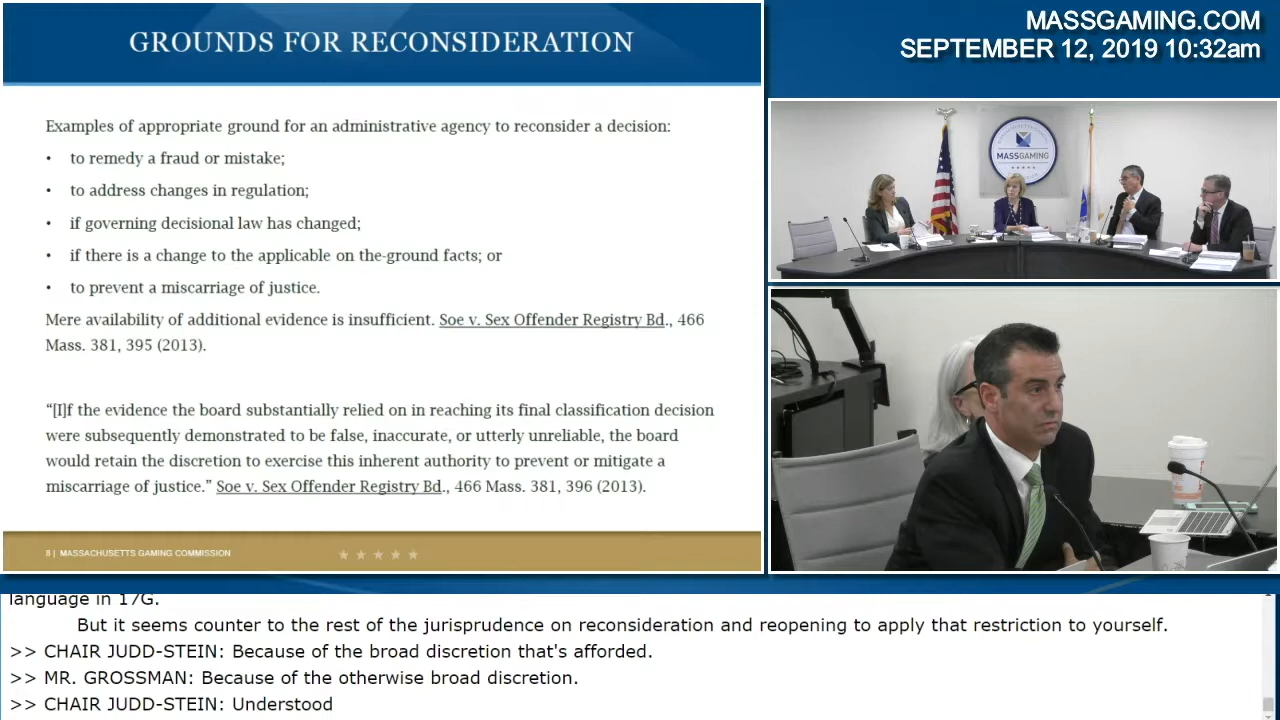 GROUNDS FOR RECONSIDERATION
Examples of appropriate ground for an administrative agency to reconsider a decision:
• to remedy a fraud or mistake;
• to address changes in regulation;
• if governing decisional law has changed;
• if there is a change to the applicable on the-ground facts; or
• to prevent a miscarriage of justice.
Mere availability of additional evidence is insufficient. Soe v. Sex Offender Registry Bd., 466
Mass. 381, 395 (2013).
“[I]f the evidence the board substantially relied on in reaching its final classification decision
were subsequently demonstrated to be false, inaccurate, or utterly unreliable, the board
would retain the discretion to exercise this inherent authority to prevent or mitigate a
miscarriage of justice.” Soe v. Sex Offender Registry Bd., 466 Mass. 381, 396 (2013).
8 | MASSACHUSETTS GAMING COMMISSION
MASSGAMING.COM
SEPTEMBER 12, 2019 10:32am
MASSGAMING
language in 17G.
But it seems counter to the rest of the jurisprudence on reconsideration and reopening to apply that restriction to yourself.
>> CHAIR JUDD-STEIN: Because of the broad discretion that's afforded.
>> MR. GROSSMAN: Because of the otherwise broad discretion.
>> CHAIR JUDD-STEIN: Understood